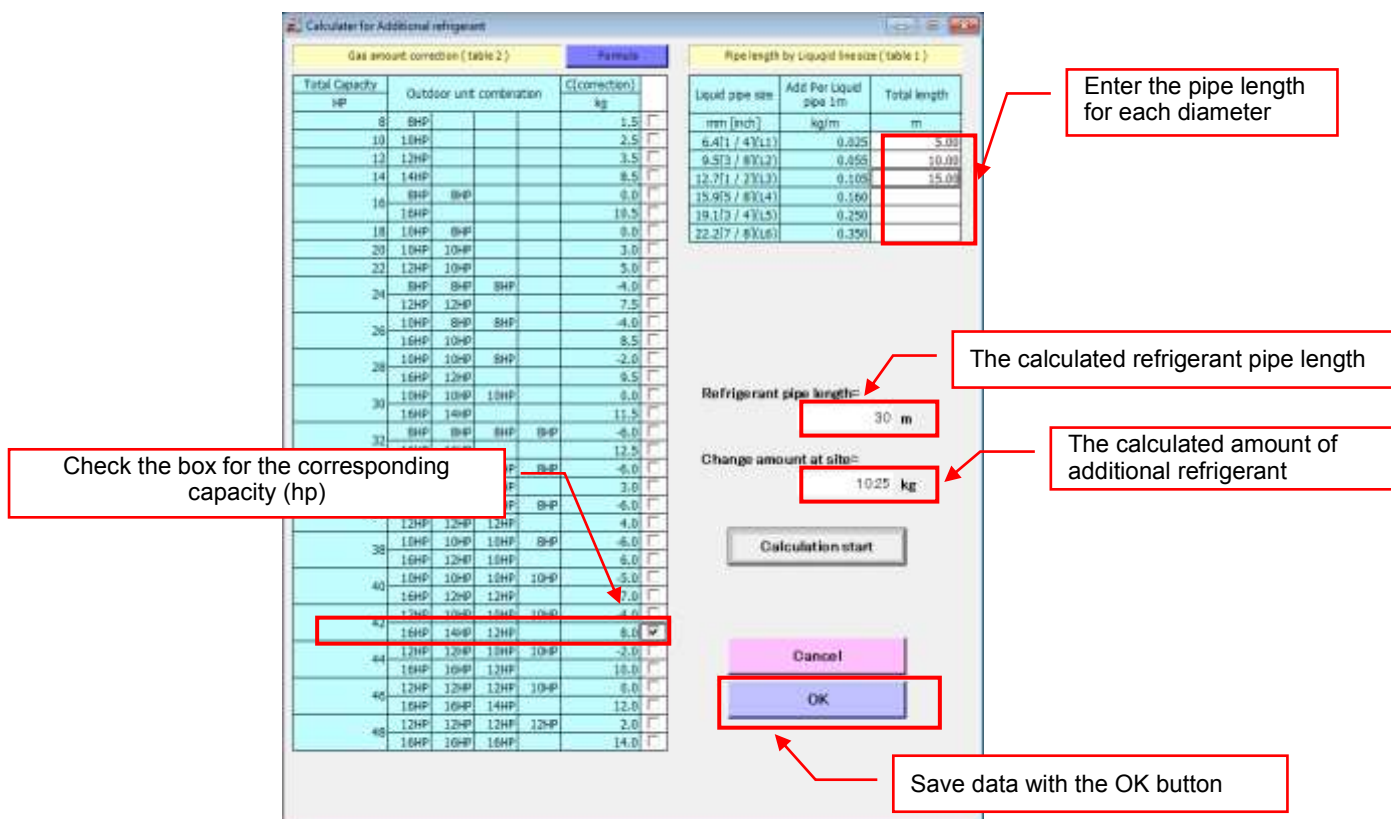 Calculater for Additional refrigerant
Gas amount correction ( table 2 )
Formula
Total Capacity Outdoor unit combination C(correction)
HP kg
8 8HP 1.5
10 10HP 2.5
12 12HP 3.5
14 14HP 8.5
16 8HP 8HP 0.0
16HP 10.5
18 10HP 8HP 0.0
20 10HP 10HP 3.0
22 12HP 10HP 5.0
24 8HP 8HP 8HP -4.0
12HP 12HP 7.5
26 10HP 8HP 8HP -4.0
16HP 10HP 8.5
28 10HP 10HP 8HP -2.0
16HP 12HP 9.5
30 10HP 10HP 10HP 0.0
16HP 14HP 11.5
32 8HP 8HP 8HP 8HP -6.0
12.5
8HP -6.0
3.0
8HP -6.0
12HP 12HP 12HP 4.0
38 10HP 10HP 10HP 8HP -6.0
16HP 12HP 10HP 6.0
40 10HP 10HP 10HP 10HP -5.0
16HP 12HP 12HP 7.0
42 12HP 10HP 10HP 10HP -4.0
16HP 14HP 12HP 8.0
44 12HP 12HP 10HP 10HP -2.0
16HP 16HP 12HP 10.0
46 12HP 12HP 12HP 10HP 0.0
16HP 16HP 14HP 12.0
48 12HP 12HP 12HP 12HP 2.0
16HP 16HP 16HP 14.0
Check the box for the corresponding
capacity (hp)
Pipe length by Liquqid line size ( table 1 )
Liquid pipe size Add Per Liquid pipe 1m Total length
mm [inch] kg/m m
6.4[1 / 4](L1) 0.025 5.00
9.5[3 / 8](L2) 0.055 10.00
12.7[1 / 2](L3) 0.105 15.00
15.9[5 / 8](L4) 0.160
19.1[3 / 4](L5) 0.250
22.2[7 / 8](L6) 0.350
Enter the pipe length
for each diameter
Refrigerant pipe length=
30 m
The calculated refrigerant pipe length
Change amount at site=
10.25 kg
The calculated amount of
additional refrigerant
Calculation start
Cancel
OK
Save data with the OK button